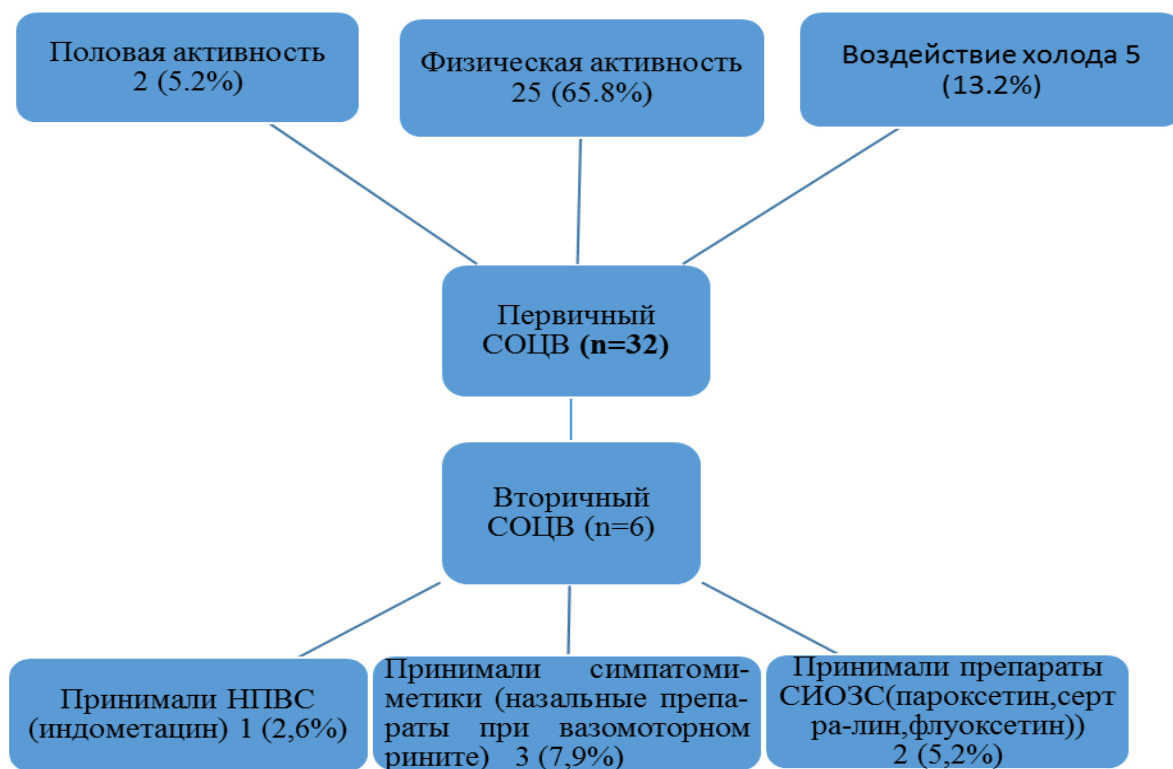 Половая активность
2 (5.2%)
Физическая активность
25 (65.8%)
Воздействие холода 5
(13.2%)
Первичный
СОЦВ (n=32)
Вторичный
СОЦВ (n=6)
Принимали НПВС
(индометацин) 1 (2,6%)
Принимали симпатоми-
метики (назальные препа-
раты при вазомоторном
рините) 3 (7,9%)
Принимали препараты
СИОЗС(пароксетин,серт
ра-лин,флуоксетин))
2 (5,2%)